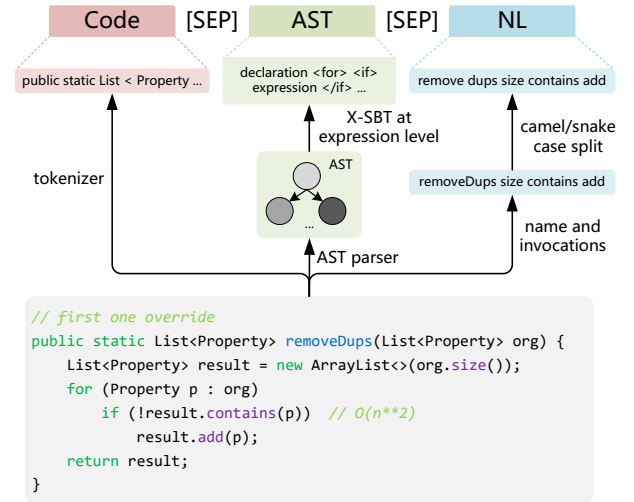 Code [SEP] AST [SEP] NL
public static List < Property ...
declaration <for> <if>
expression </if> ...
remove dups size contains add
X-SBT at
expression level
camel/snake
case split
tokenizer
AST
...
removeDups size contains add
name and
invocations
AST parser
// first one override
public static List<Property> removeDups(List<Property> org) {
    List<Property> result = new ArrayList<>(org.size());
    for (Property p : org)
        if (!result.contains(p))  // O(n**2)
            result.add(p);
    return result;
}